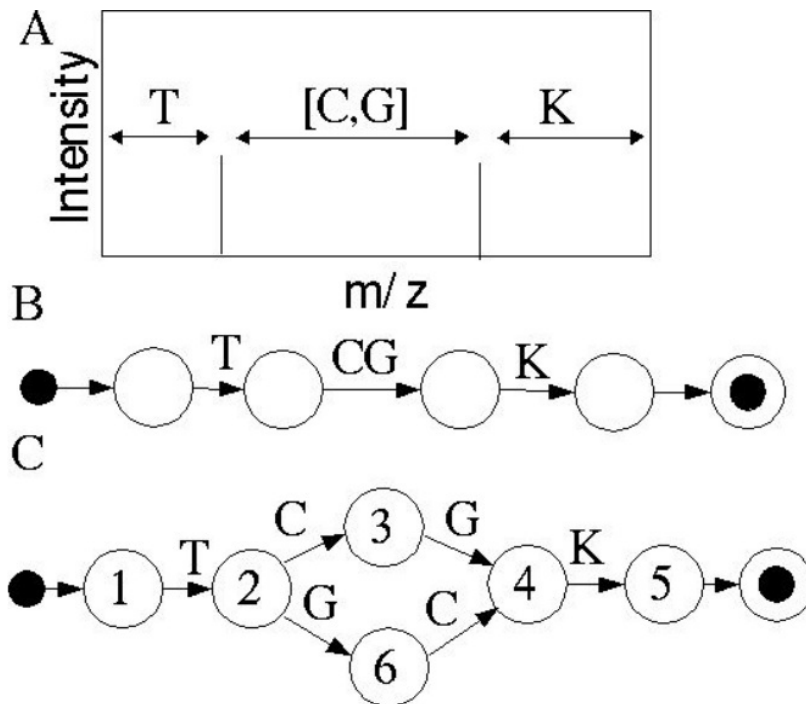 A
Intensity
T [C,G] K
m/z
B
T CG K
C
C 3 G
1 T 2 4 K 5
G C
6